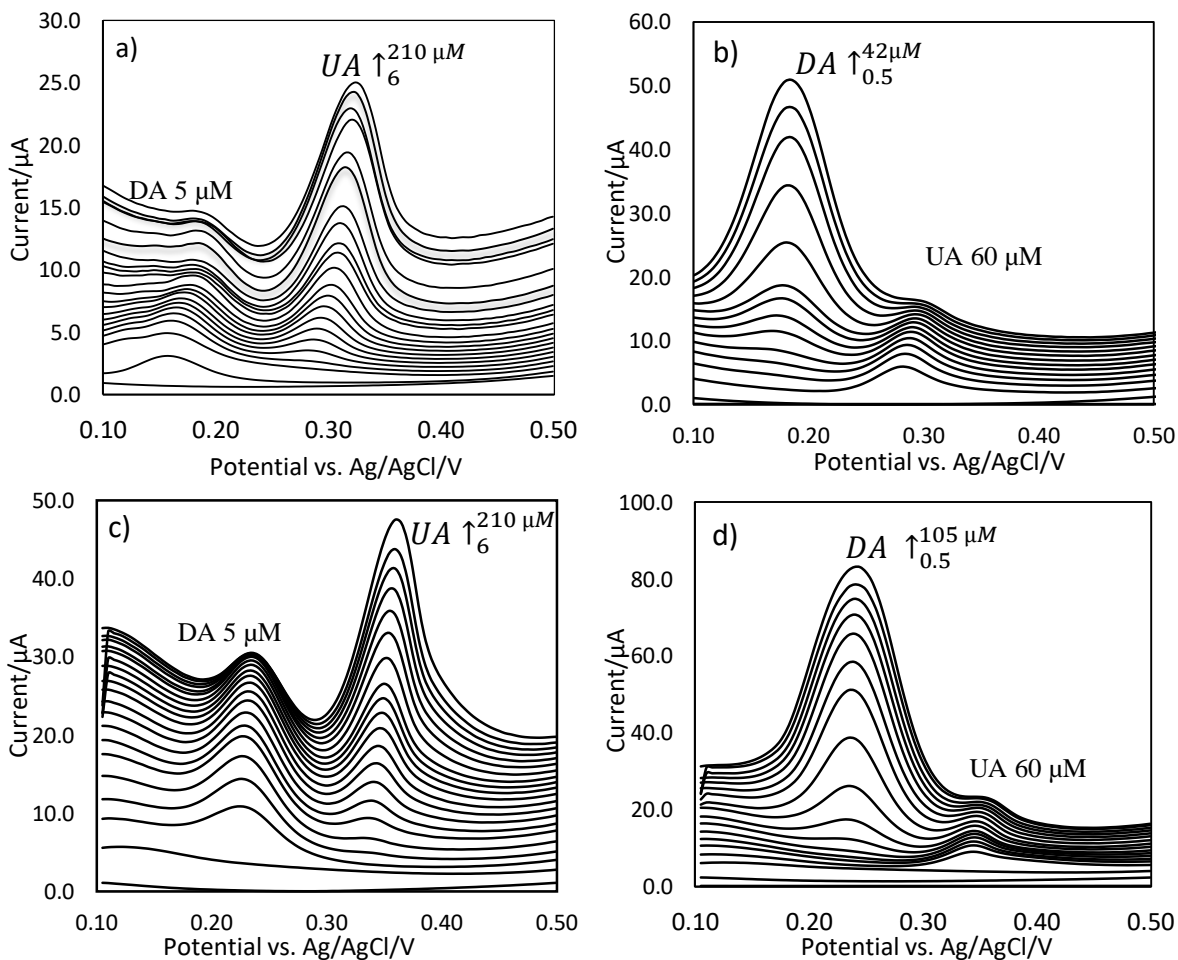 a)
UA ↑₆²¹⁰ μM
DA 5 μM
30.0
25.0
20.0
15.0
10.0
5.0
0.0
Current/μA
0.10 0.20 0.30 0.40 0.50
Potential vs. Ag/AgCl/V
b)
DA ↑₀.₅⁴²μM
UA 60 μM
60.0
50.0
40.0
30.0
20.0
10.0
0.0
Current/μA
0.10 0.20 0.30 0.40 0.50
Potential vs. Ag/AgCl/V
c)
UA ↑₆²¹⁰ μM
DA 5 μM
50.0
40.0
30.0
20.0
10.0
0.0
Current/μA
0.10 0.20 0.30 0.40 0.50
Potential vs. Ag/AgCl/V
d)
DA ↑₀.₅¹⁰⁵ μM
UA 60 μM
100.0
80.0
60.0
40.0
20.0
0.0
Current/μA
0.10 0.20 0.30 0.40 0.50
Potential vs. Ag/AgCl/V